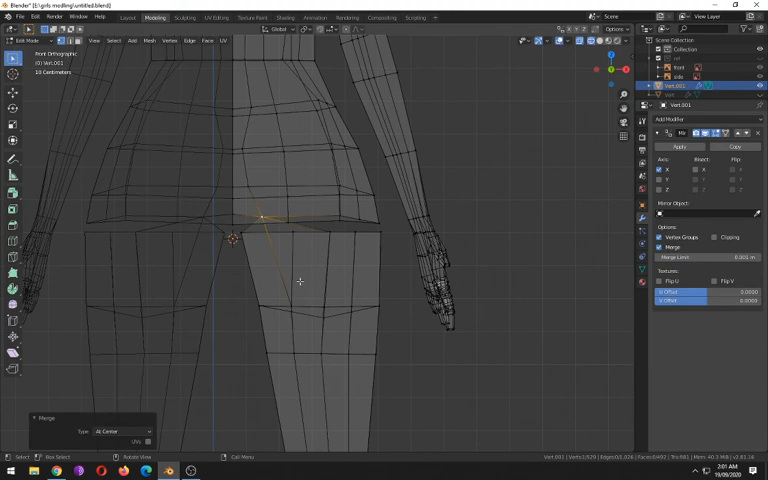 Blender* [E:\girls modling\untitled.blend]
File Edit Render Window Help Layout Modeling Sculpting UV Editing Texture Paint Shading Animation Rendering Compositing Scripting Scene View Layer
Edit Mode View Select Add Mesh Vertex Edge Face UV Global X Y Z Options
Front Orthographic
10 Centimeters
Scene Collection
Collection
ref
front
side
Vert.001
Vert
Vert.001
Add Modifier
Mir
Apply Copy
Axis: Bisect: Flip:
X X X
Y Y Y
Z Z Z
Mirror Object:
Options:
Vertex Groups Clipping
Merge
Merge Limit 0.001 m
Textures:
Flip U Flip V
U Offset 0.0000
V Offset 0.0000
Merge
Type: At Center
UVs
Select Box Select Rotate View Call Menu
2:01 AM
19/09/2020